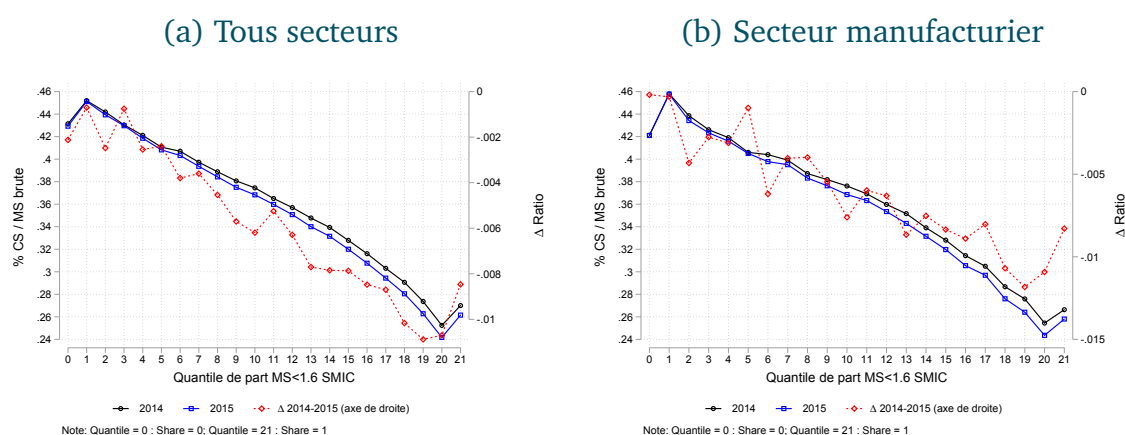 (a) Tous secteurs
.46
.44
.42
.4
.38
.36
.34
.32
.3
.28
.26
.24
% CS / MS brute
0
-.002
-.004
-.006
-.008
-.01
Δ Ratio
0 1 2 3 4 5 6 7 8 9 10 11 12 13 14 15 16 17 18 19 20 21
Quantile de part MS<1.6 SMIC
2014 2015 Δ 2014-2015 (axe de droite)
Note: Quantile = 0 : Share = 0; Quantile = 21 : Share = 1
(b) Secteur manufacturier
.46
.44
.42
.4
.38
.36
.34
.32
.3
.28
.26
.24
% CS / MS brute
0
-.005
-.01
-.015
Δ Ratio
0 1 2 3 4 5 6 7 8 9 10 11 12 13 14 15 16 17 18 19 20 21
Quantile de part MS<1.6 SMIC
2014 2015 Δ 2014-2015 (axe de droite)
Note: Quantile = 0 : Share = 0; Quantile = 21 : Share = 1